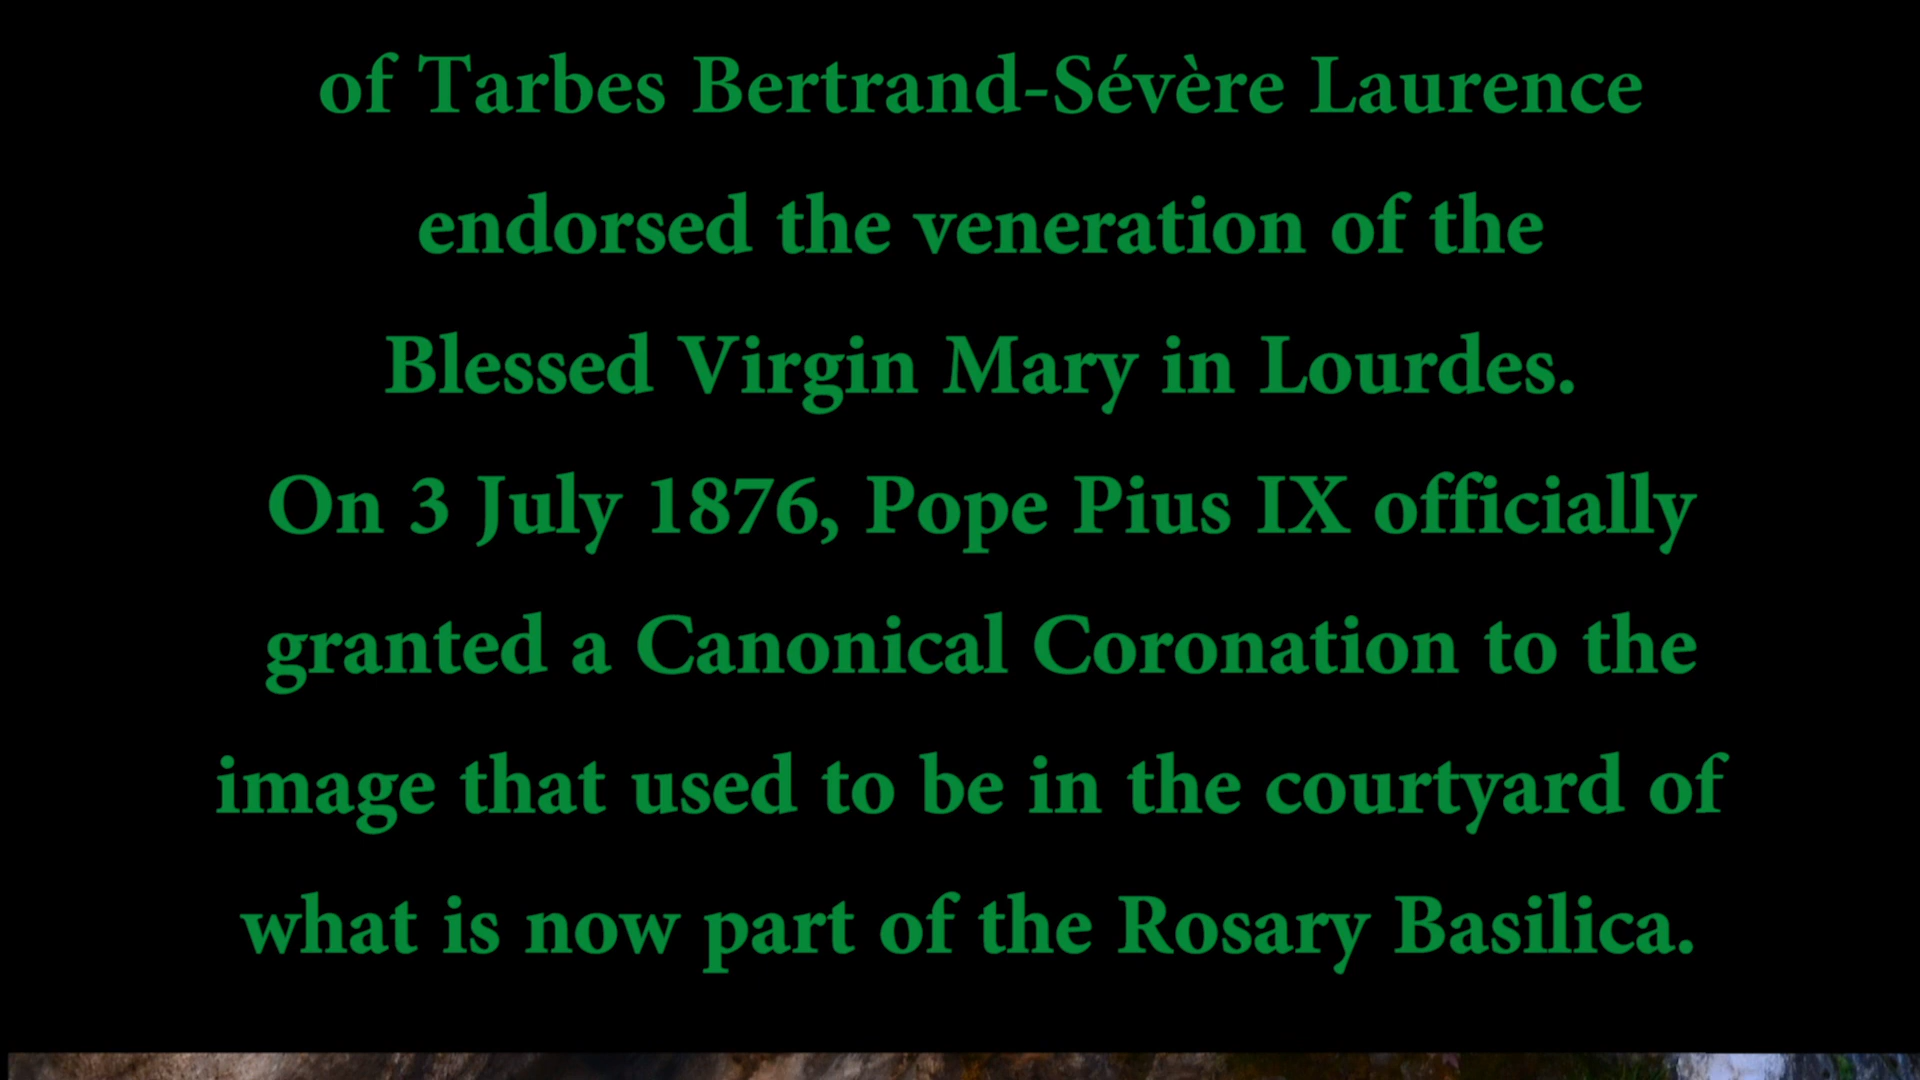 of Tarbes Bertrand-Sévère Laurence
endorsed the veneration of the
Blessed Virgin Mary in Lourdes.
On 3 July 1876, Pope Pius IX officially
granted a Canonical Coronation to the
image that used to be in the courtyard of
what is now part of the Rosary Basilica.